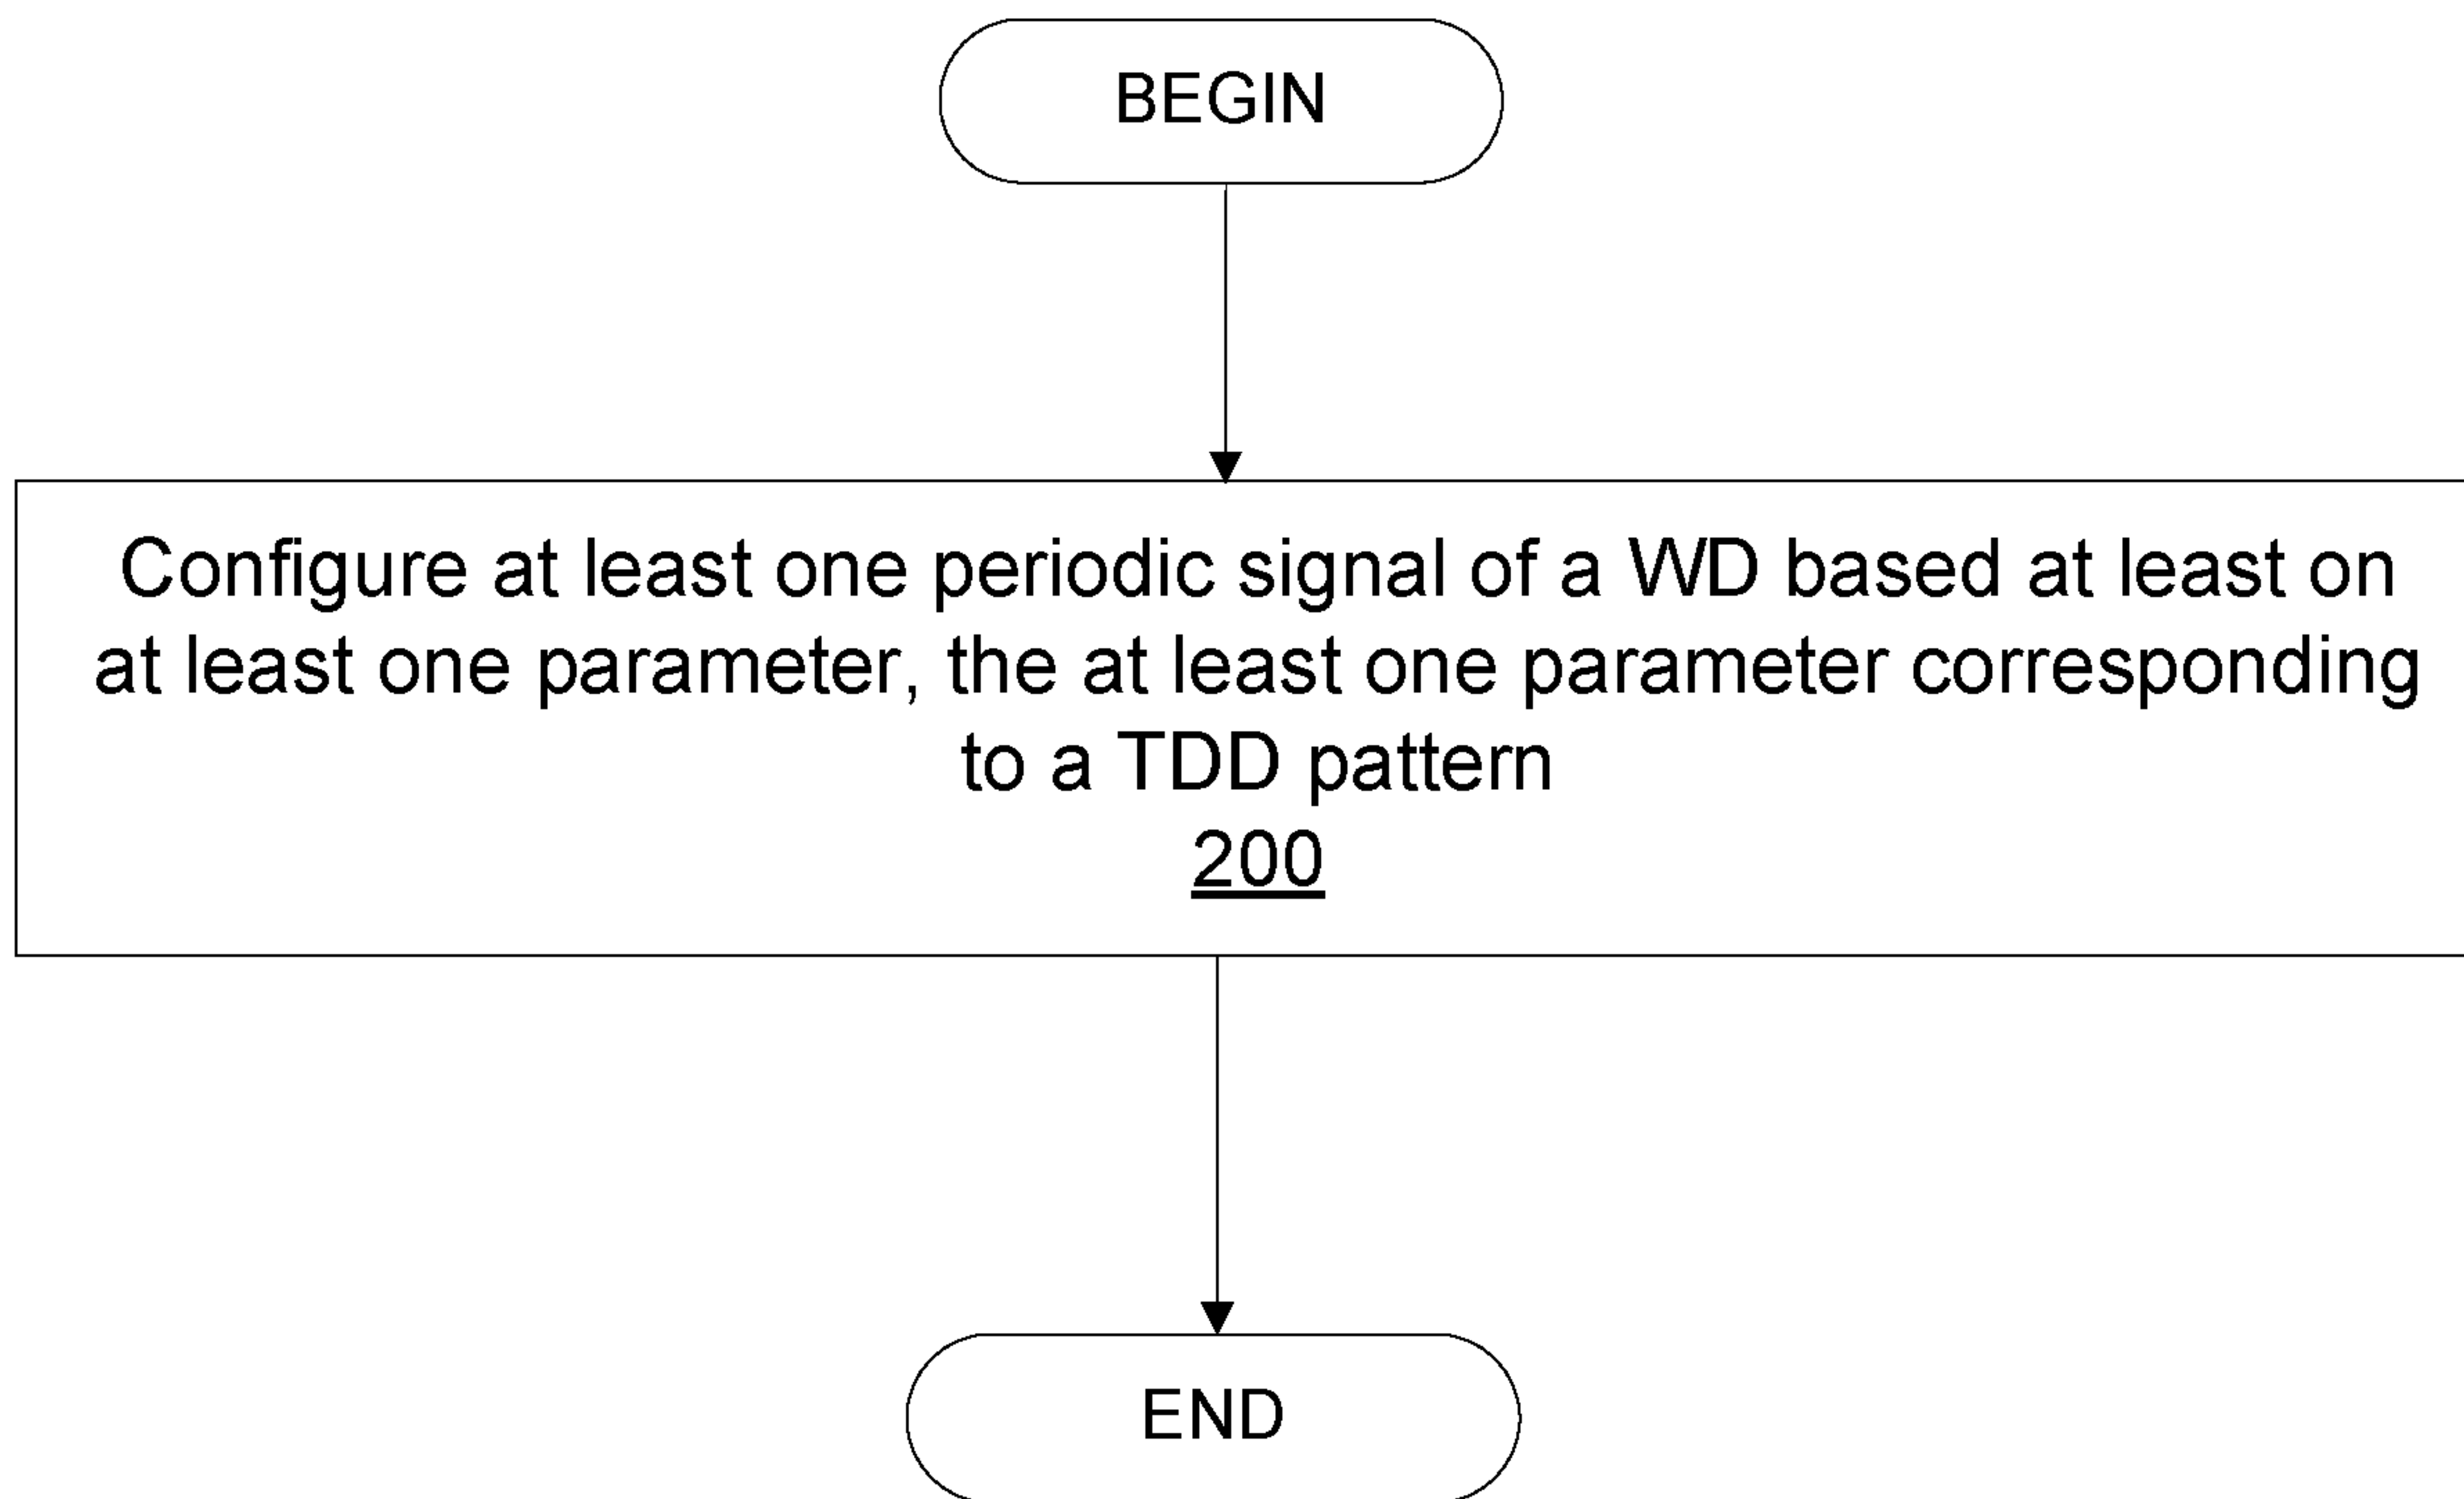 BEGIN
Configure at least one periodic signal of a WD based at least on
at least one parameter, the at least one parameter corresponding
to a TDD pattern
200
END